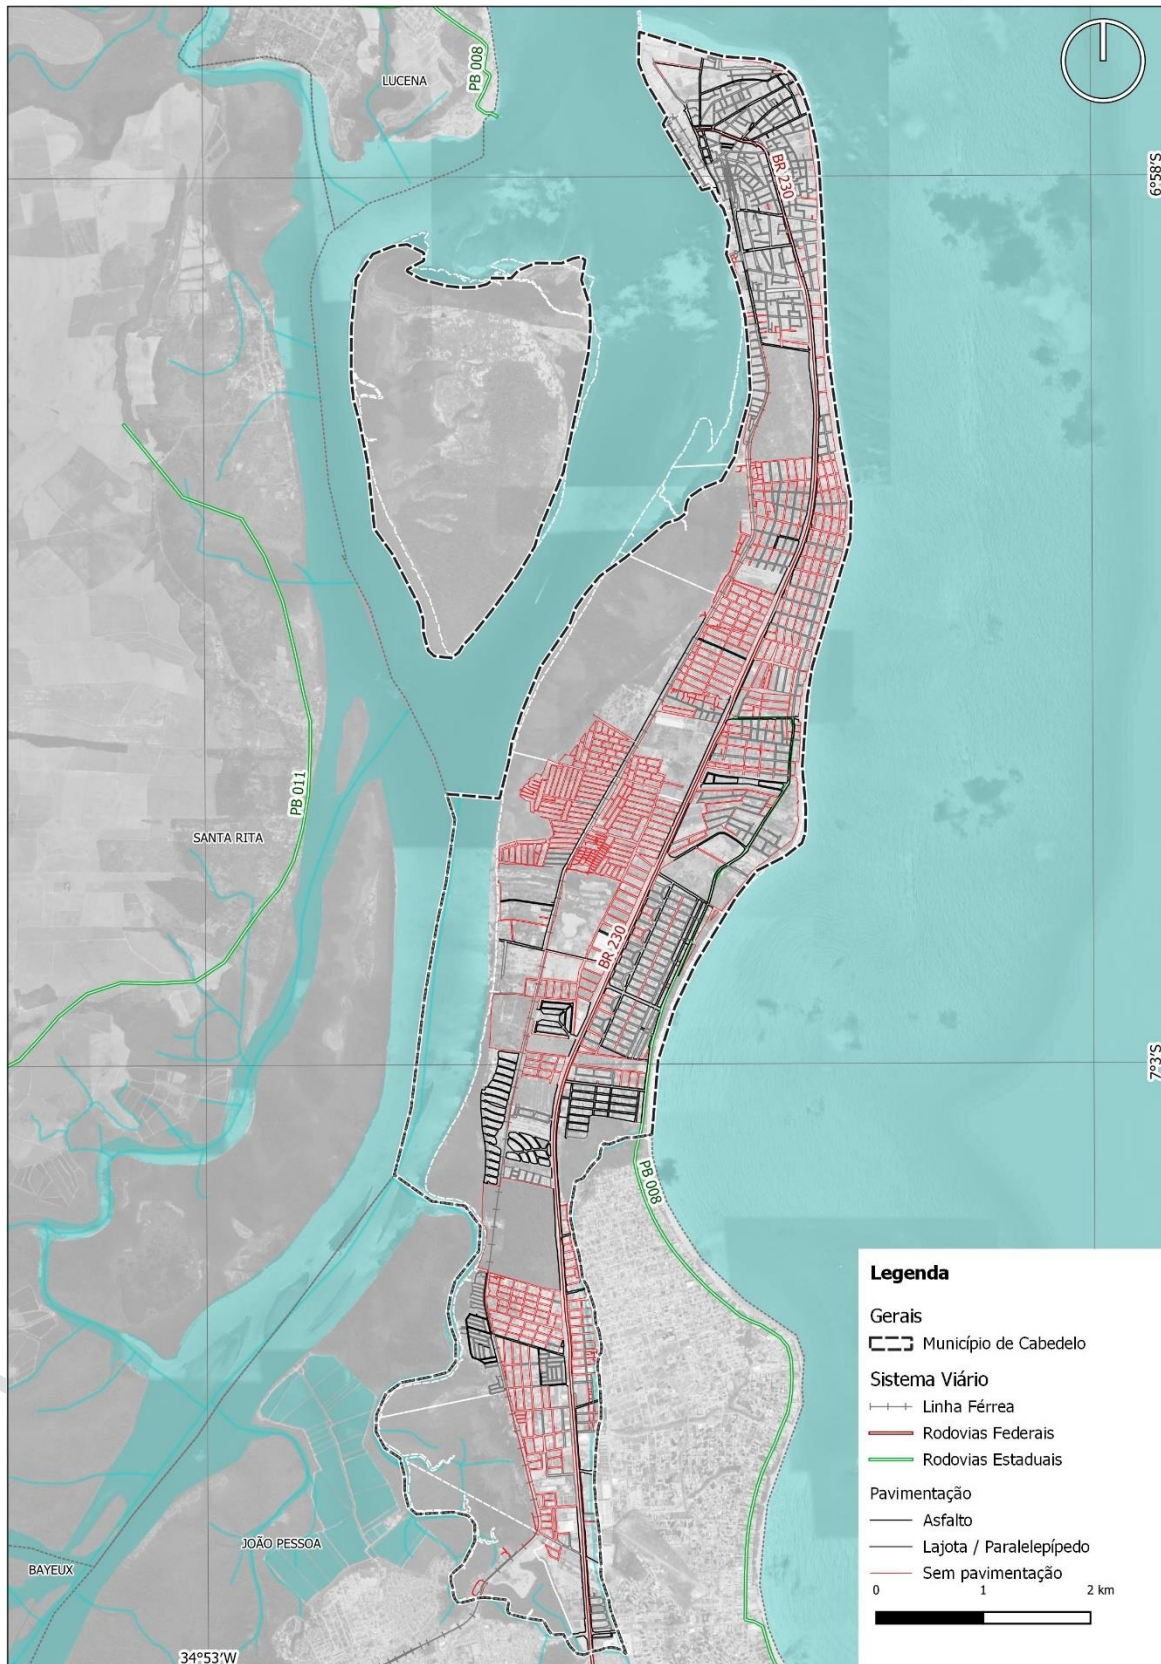 PB 008
LUCENA
BR 230
6°58'S
PB 011
SANTA RITA
BR 230
7°3'S
PB 008
JOÃO PESSOA
BAYEUX
34°53'W
Legenda
Gerais
Município de Cabedelo
Sistema Viário
Linha Férrea
Rodovias Federais
Rodovias Estaduais
Pavimentação
Asfalto
Lajota / Paralelepípedo
Sem pavimentação
0 1 2 km